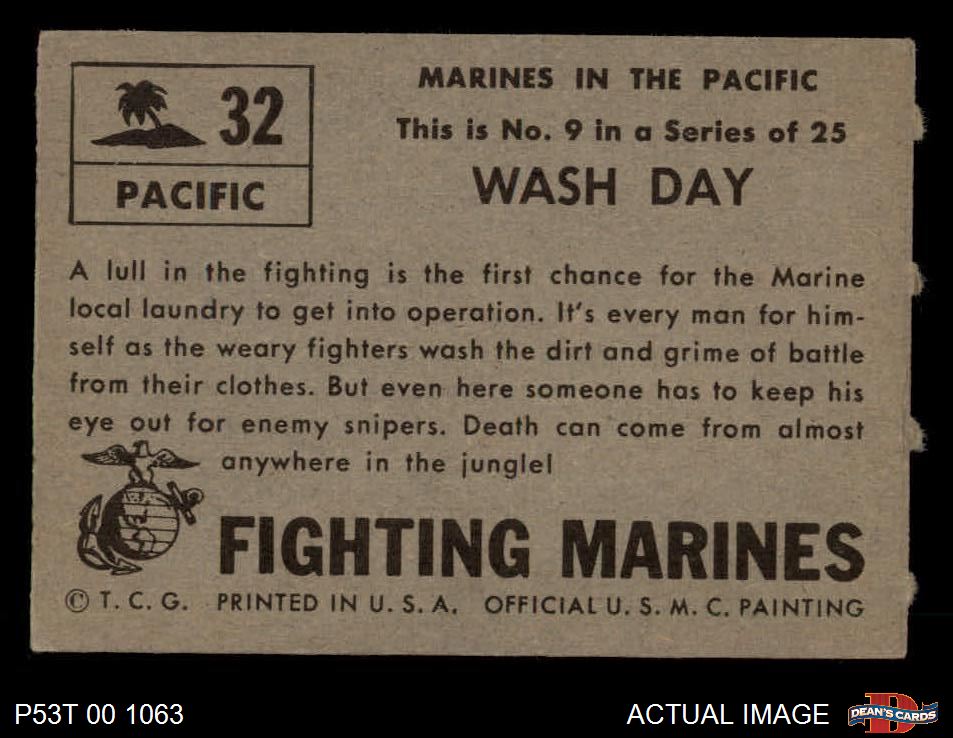 32
PACIFIC
MARINES IN THE PACIFIC
This is No. 9 in a Series of 25
WASH DAY
A lull in the fighting is the first chance for the Marine
local laundry to get into operation. It's every man for him-
self as the weary fighters wash the dirt and grime of battle
from their clothes. But even here someone has to keep his
eye out for enemy snipers. Death can come from almost
anywhere in the jungle!
FIGHTING MARINES
© T. C. G. PRINTED IN U. S. A. OFFICIAL U. S. M. C. PAINTING
P53T 00 1063
ACTUAL IMAGE
D
DEAN'S CARDS